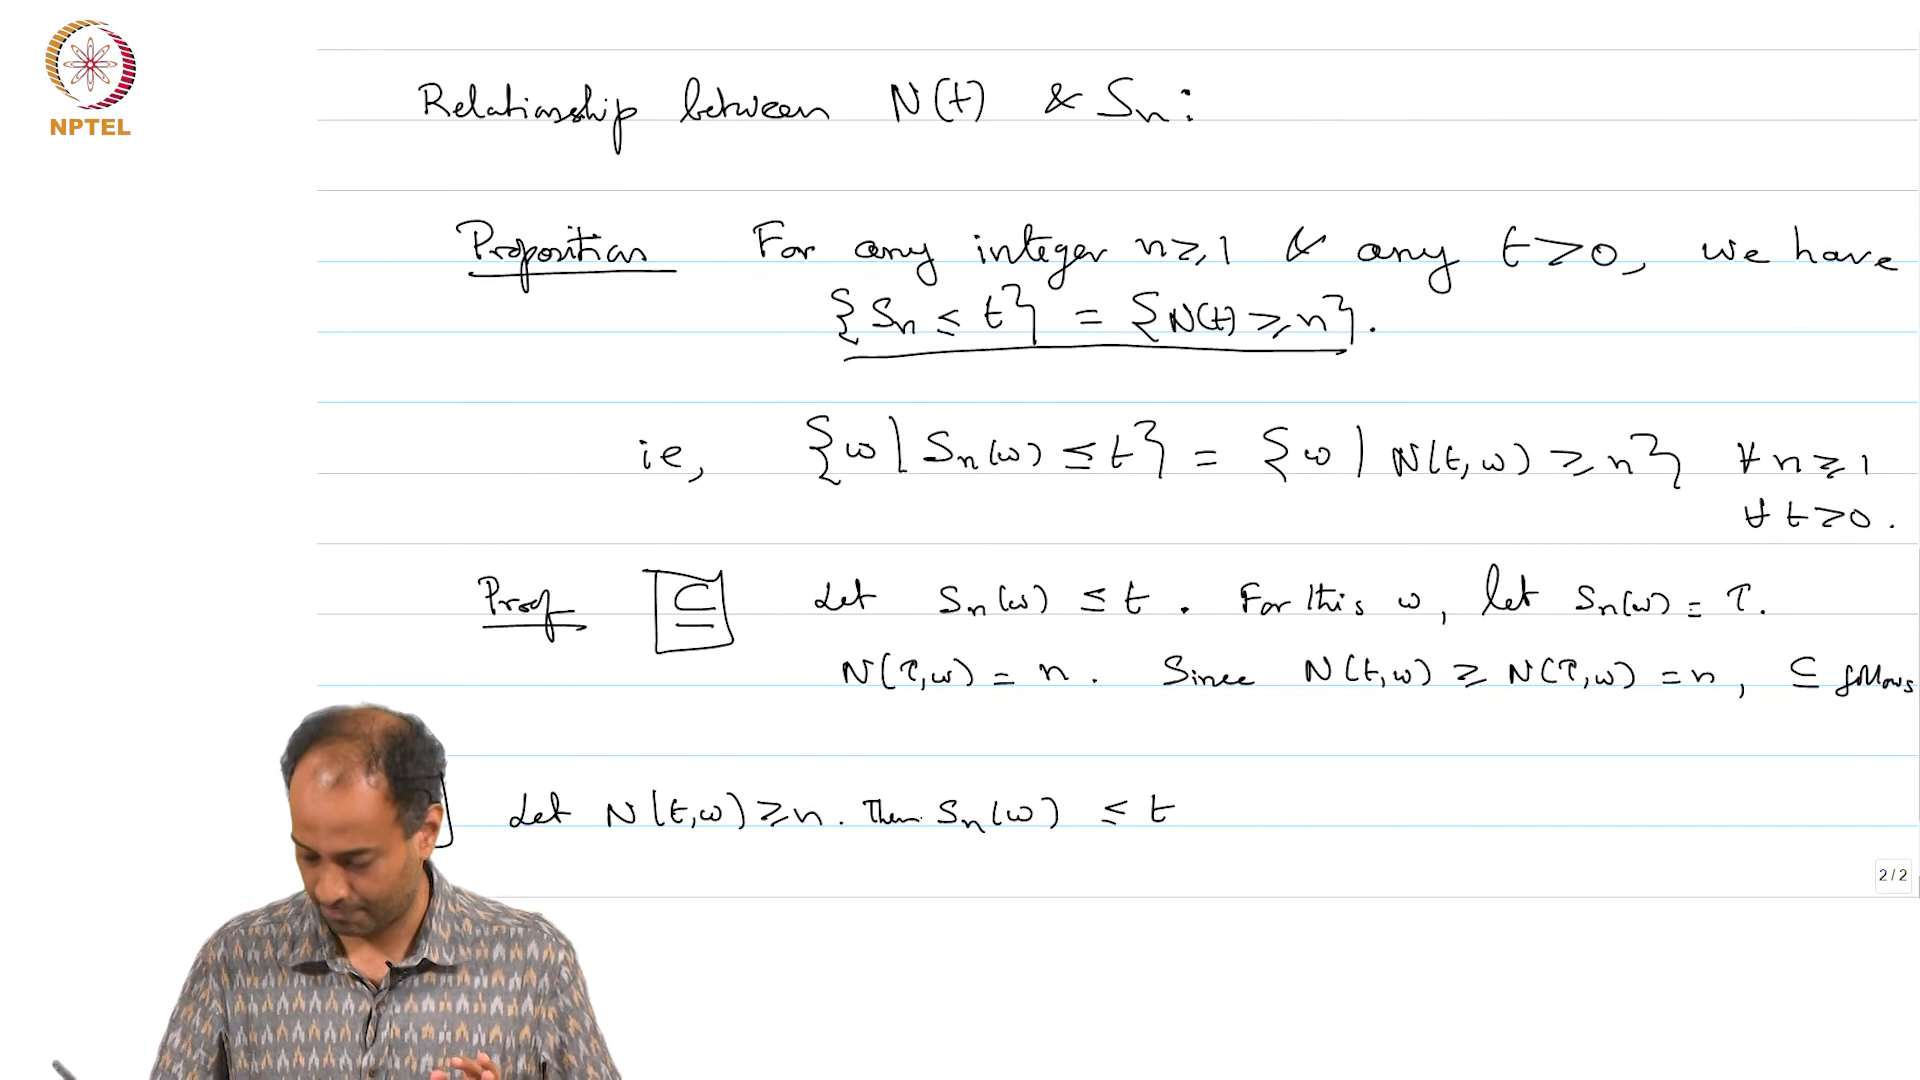 NPTEL
Relationship between N(t) & Sn:
Proposition For any integer n≥1 & any t>0, we have
{Sn ≤ t} = {N(t) ≥ n}.
ie, {ω | Sn(ω) ≤ t} = {ω | N(t,ω) ≥ n} ∀ n≥1
∀ t>0.
Proof ⊆ Let Sn(ω) ≤ t. For this ω, let Sn(ω) = τ.
N(τ,ω) = n. Since N(t,ω) ≥ N(τ,ω) = n, ⊆ follows
Let N(t,ω) ≥ n. Then Sn(ω) ≤ t
2/2